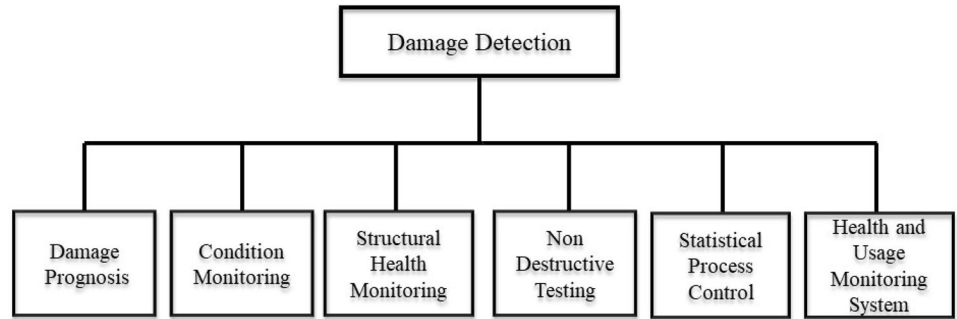 Damage Detection
Damage
Prognosis
Condition
Monitoring
Structural
Health
Monitoring
Non
Destructive
Testing
Statistical
Process
Control
Health and
Usage
Monitoring
System